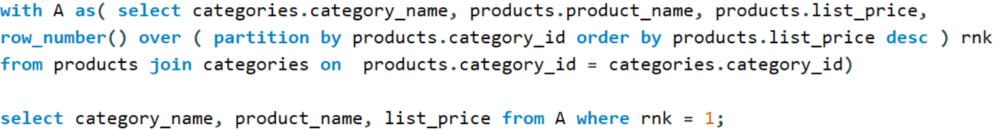 with A as( select categories.category_name, products.product_name, products.list_price,
row_number() over ( partition by products.category_id order by products.list_price desc ) rnk
from products join categories on  products.category_id = categories.category_id)
select category_name, product_name, list_price from A where rnk = 1;